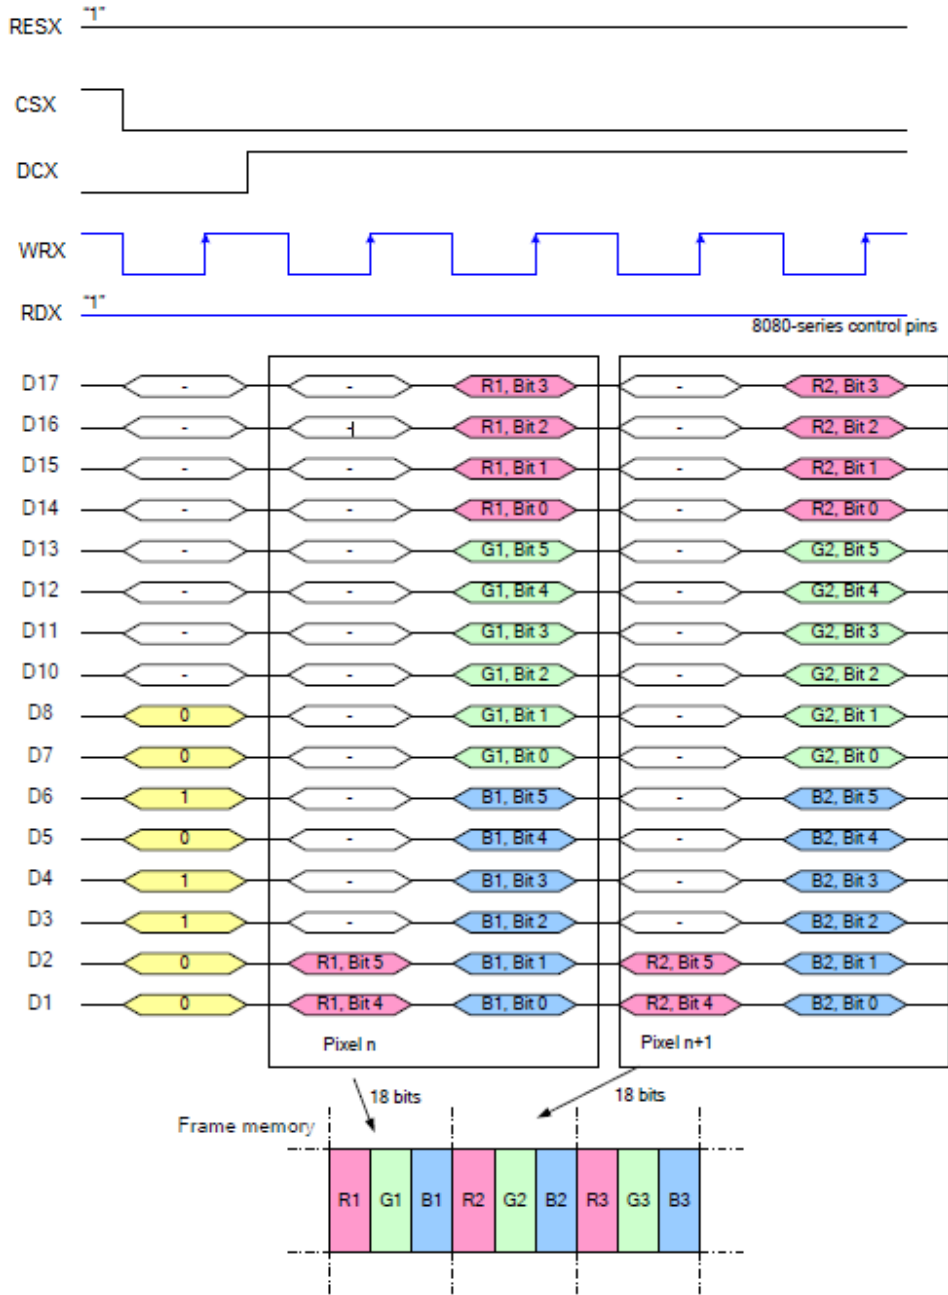 RESX "1"
CSX
DCX
WRX
RDX "1"
8080-series control pins
D17 - - R1, Bit 3 - R2, Bit 3
D16 - - R1, Bit 2 - R2, Bit 2
D15 - - R1, Bit 1 - R2, Bit 1
D14 - - R1, Bit 0 - R2, Bit 0
D13 - - G1, Bit 5 - G2, Bit 5
D12 - - G1, Bit 4 - G2, Bit 4
D11 - - G1, Bit 3 - G2, Bit 3
D10 - - G1, Bit 2 - G2, Bit 2
D8 0 - G1, Bit 1 - G2, Bit 1
D7 0 - G1, Bit 0 - G2, Bit 0
D6 1 - B1, Bit 5 - B2, Bit 5
D5 0 - B1, Bit 4 - B2, Bit 4
D4 1 - B1, Bit 3 - B2, Bit 3
D3 1 - B1, Bit 2 - B2, Bit 2
D2 0 R1, Bit 5 B1, Bit 1 R2, Bit 5 B2, Bit 1
D1 0 R1, Bit 4 B1, Bit 0 R2, Bit 4 B2, Bit 0
Pixel n Pixel n+1
18 bits 18 bits
Frame memory
R1 G1 B1 R2 G2 B2 R3 G3 B3